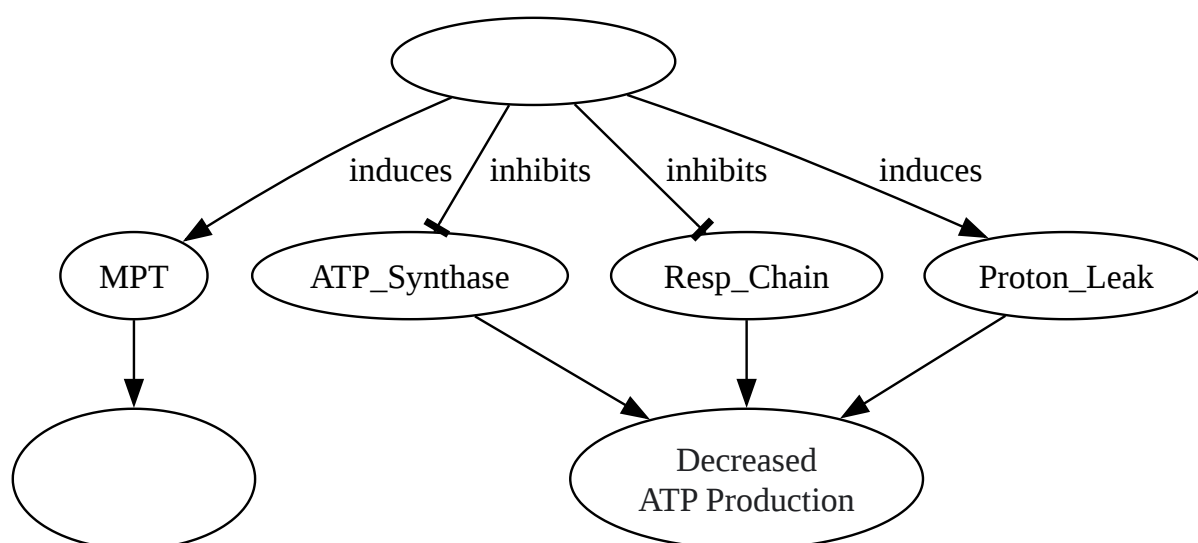 induces
inhibits
inhibits
induces
MPT
ATP_Synthase
Resp_Chain
Proton_Leak
Decreased
ATP Production